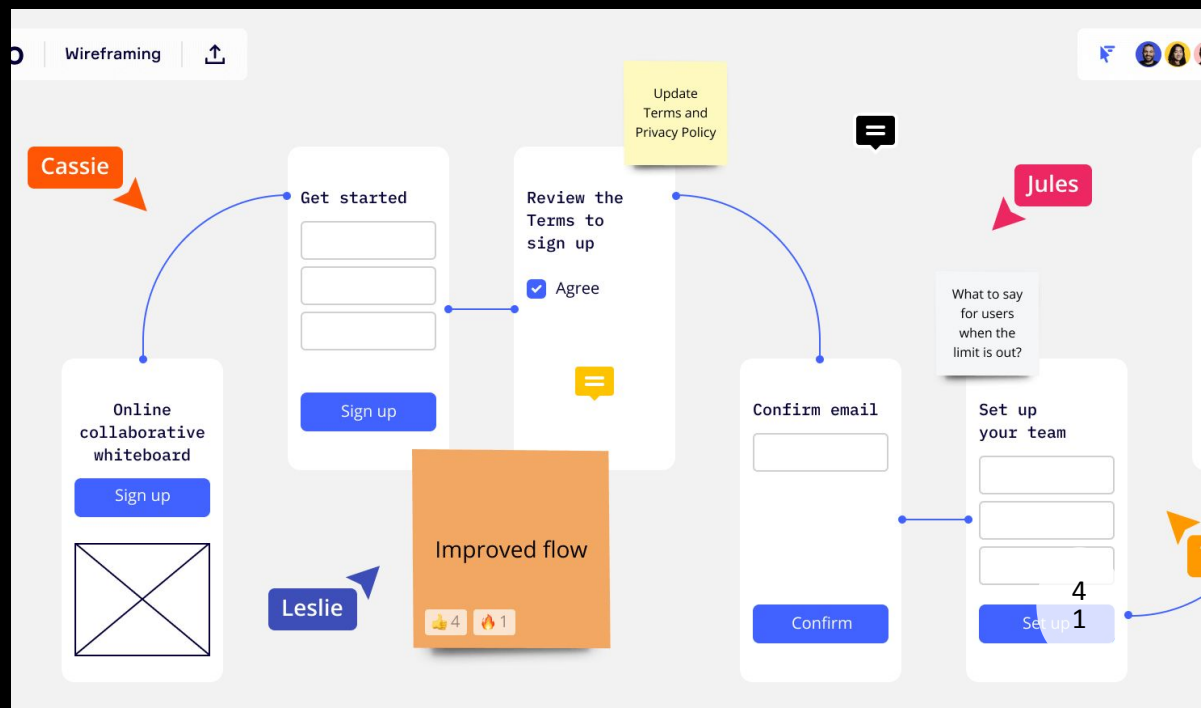 o
Wireframing
Update
Terms and
Privacy Policy
Cassie
Jules
Get started
Sign up
Review the
Terms to
sign up
Agree
What to say
for users
when the
limit is out?
Online
collaborative
whiteboard
Sign up
Confirm email
Confirm
Set up
your team
Set up
4
1
Improved flow
4
1
Leslie